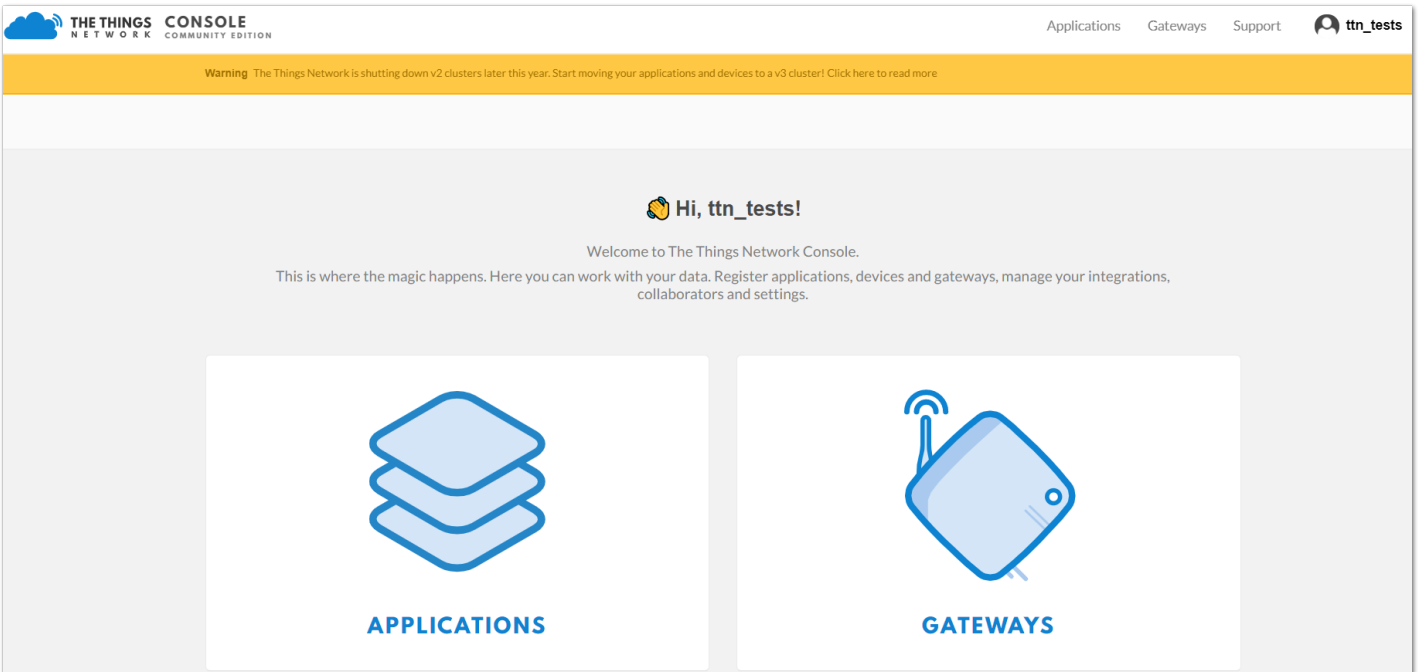 THE THINGS CONSOLE
NETWORK COMMUNITY EDITION
Applications Gateways Support ttn_tests
Warning The Things Network is shutting down v2 clusters later this year. Start moving your applications and devices to a v3 cluster! Click here to read more
Hi, ttn_tests!
Welcome to The Things Network Console.
This is where the magic happens. Here you can work with your data. Register applications, devices and gateways, manage your integrations,
collaborators and settings.
APPLICATIONS
GATEWAYS